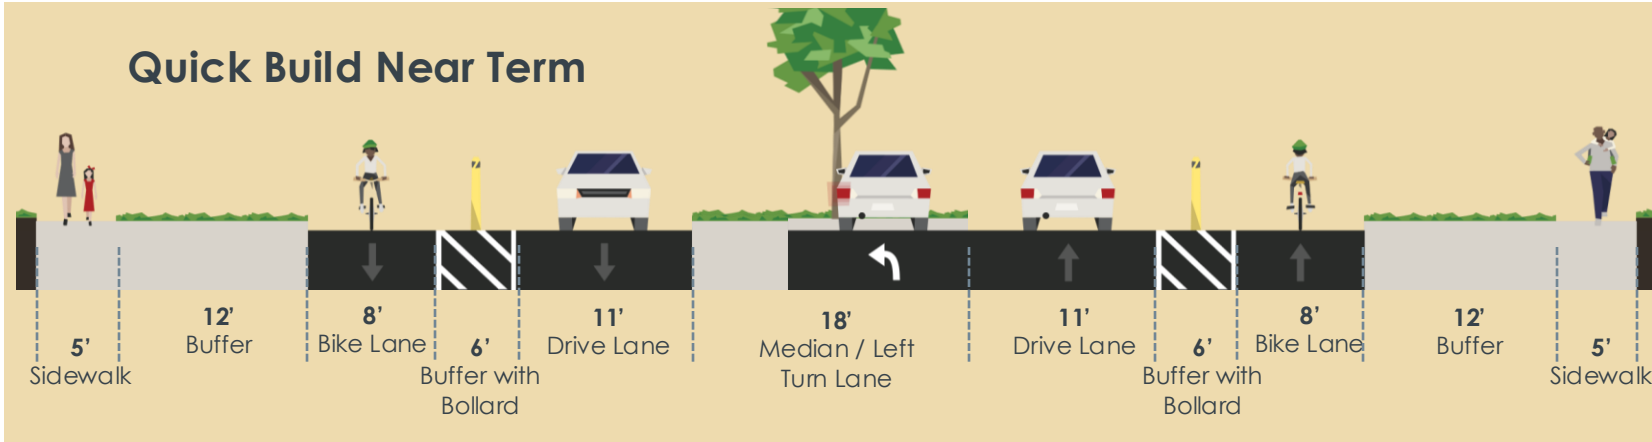 Quick Build Near Term
5’
Sidewalk
12’
Buffer
8’
Bike Lane
6’
Buffer with
Bollard
11’
Drive Lane
18’
Median / Left
Turn Lane
11’
Drive Lane
6’
Buffer with
Bollard
8’
Bike Lane
12’
Buffer
5’
Sidewalk